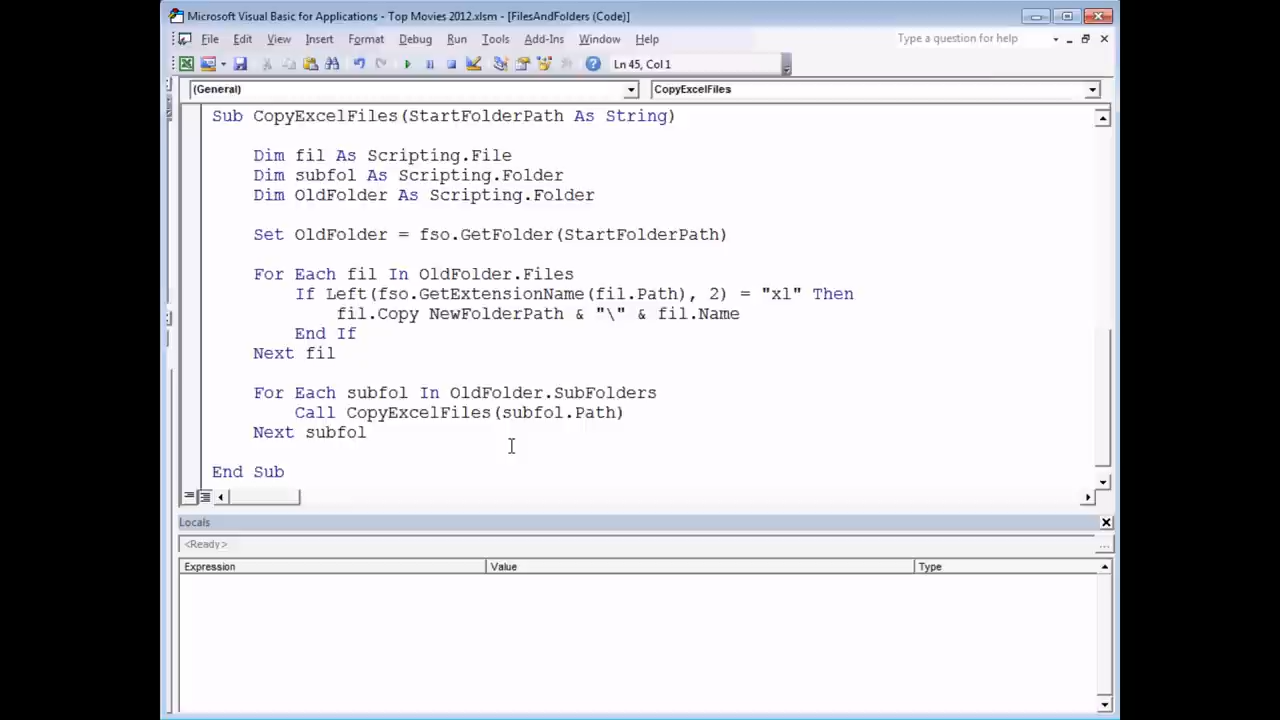 Microsoft Visual Basic for Applications - Top Movies 2012.xlsm - [FilesAndFolders (Code)]
File Edit View Insert Format Debug Run Tools Add-Ins Window Help Type a question for help
Ln 45, Col 1
(General) CopyExcelFiles
Sub CopyExcelFiles(StartFolderPath As String)
Dim fil As Scripting.File
Dim subfol As Scripting.Folder
Dim OldFolder As Scripting.Folder
Set OldFolder = fso.GetFolder(StartFolderPath)
For Each fil In OldFolder.Files
If Left(fso.GetExtensionName(fil.Path), 2) = "xl" Then
fil.Copy NewFolderPath & "\" & fil.Name
End If
Next fil
For Each subfol In OldFolder.SubFolders
Call CopyExcelFiles(subfol.Path)
Next subfol
End Sub
Locals
<Ready>
Expression Value Type